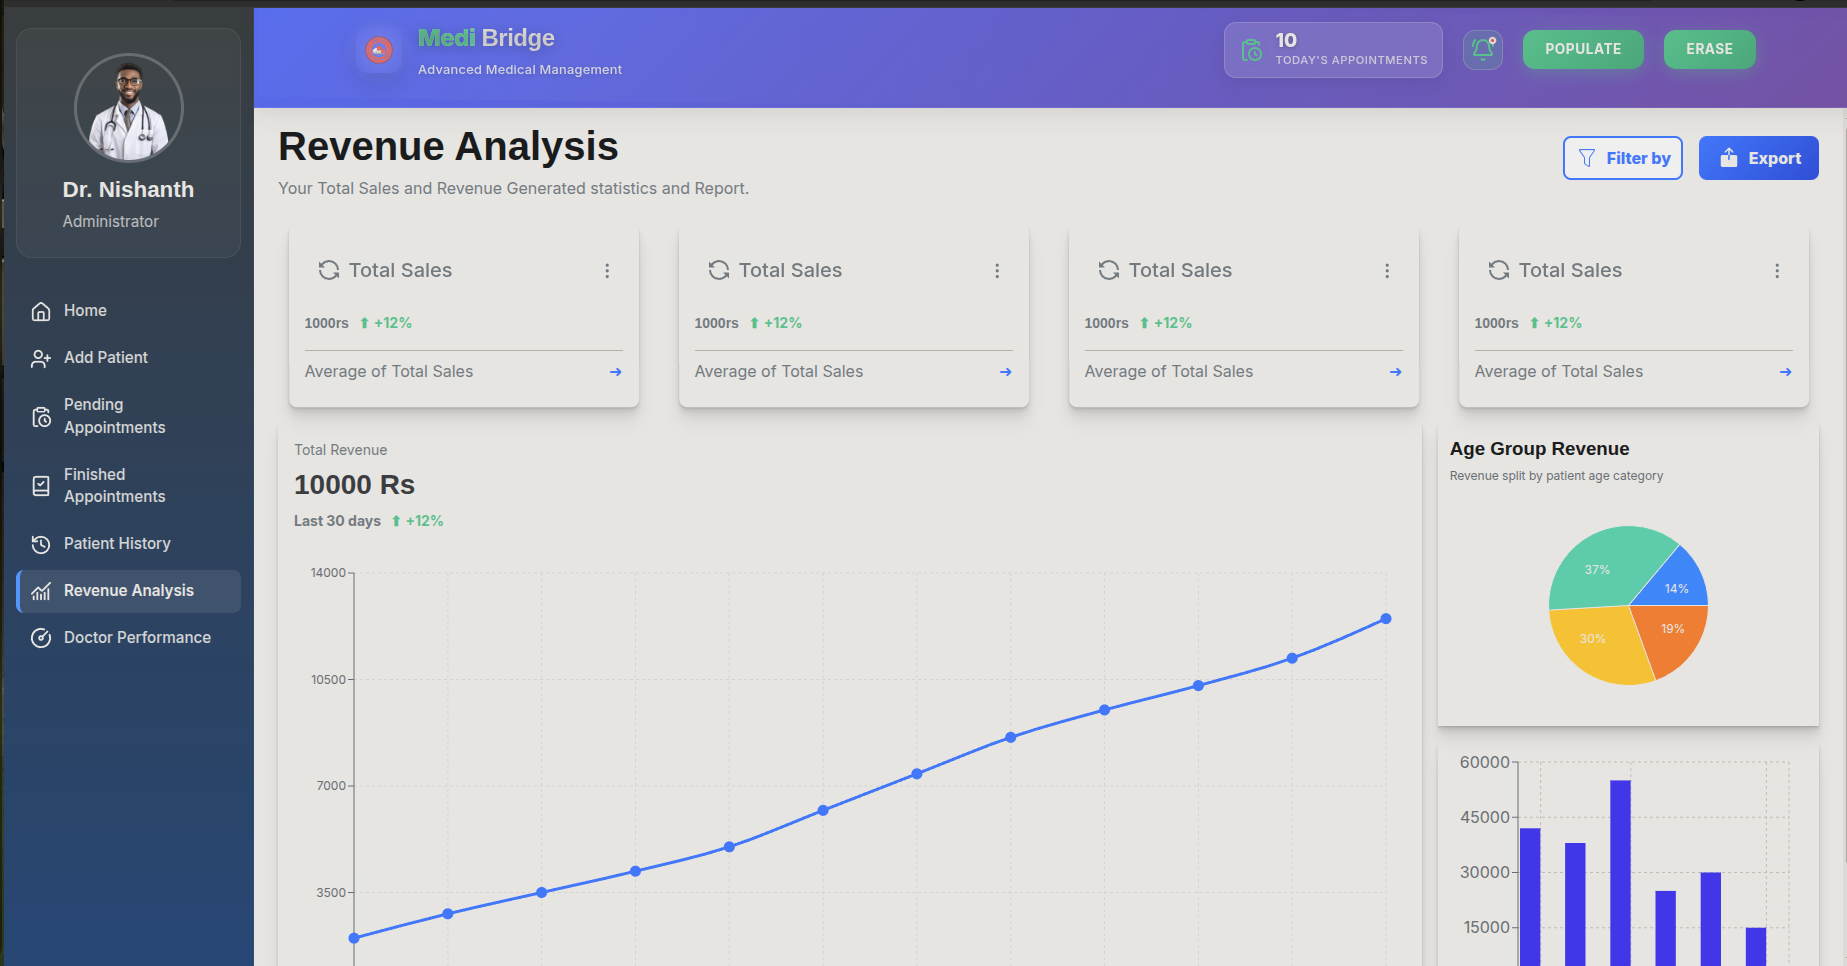 Dr. Nishanth
Administrator
Home
Add Patient
Pending
Appointments
Finished
Appointments
Patient History
Revenue Analysis
Doctor Performance
Medi Bridge
Advanced Medical Management
10
TODAY'S APPOINTMENTS
POPULATE
ERASE
Revenue Analysis
Your Total Sales and Revenue Generated statistics and Report.
Filter by
Export
Total Sales
1000rs +12%
Average of Total Sales
Total Sales
1000rs +12%
Average of Total Sales
Total Sales
1000rs +12%
Average of Total Sales
Total Sales
1000rs +12%
Average of Total Sales
Total Revenue
10000 Rs
Last 30 days +12%
14000
10500
7000
3500
Age Group Revenue
Revenue split by patient age category
37%
14%
30%
19%
60000
45000
30000
15000